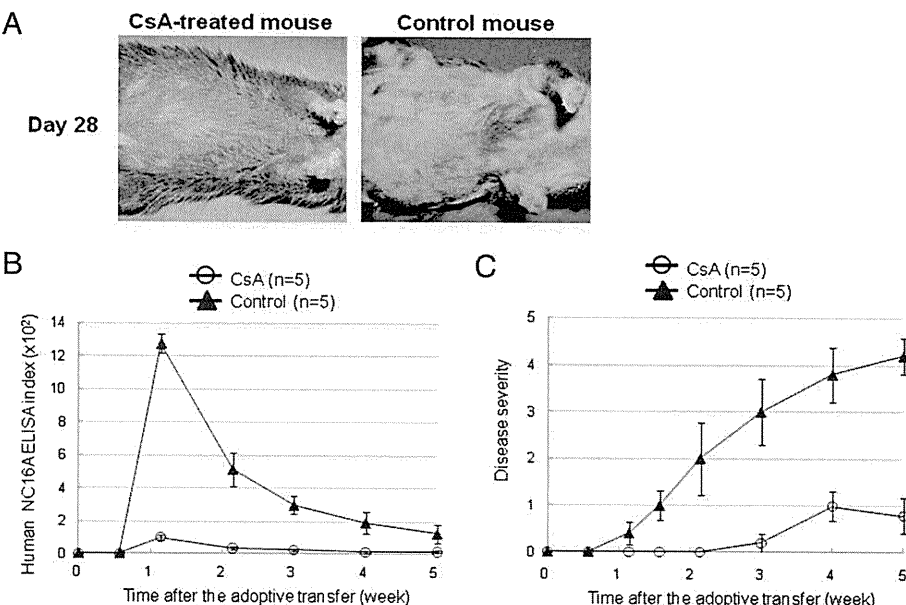 A
CsA-treated mouse
Control mouse
Day 28
B
CsA (n=5)
Control (n=5)
Human NC16A ELISA index (x10²)
14
12
10
8
6
4
2
0
0 1 2 3 4 5
Time after the adoptive transfer (week)
C
CsA (n=5)
Control (n=5)
Disease severity
5
4
3
2
1
0
0 1 2 3 4 5
Time after the adoptive transfer (week)